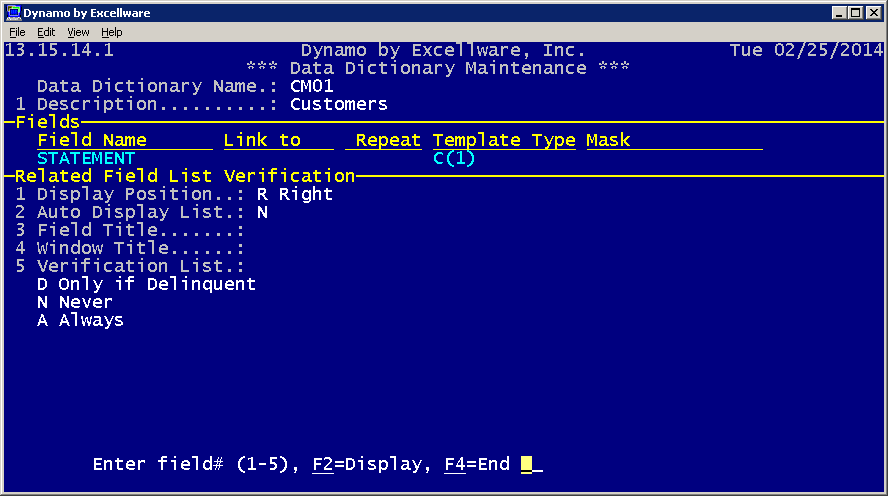 Dynamo by Excellware
File Edit View Help
13.15.14.1 Dynamo by Excellware, Inc. Tue 02/25/2014
*** Data Dictionary Maintenance ***
Data Dictionary Name.: CM01
1 Description..........: Customers
Fields
Field Name Link to Repeat Template Type Mask
STATEMENT C(1)
Related Field List Verification
1 Display Position..: R Right
2 Auto Display List.: N
3 Field Title.......:
4 Window Title......:
5 Verification List.:
D Only if Delinquent
N Never
A Always
Enter field# (1-5), F2=Display, F4=End